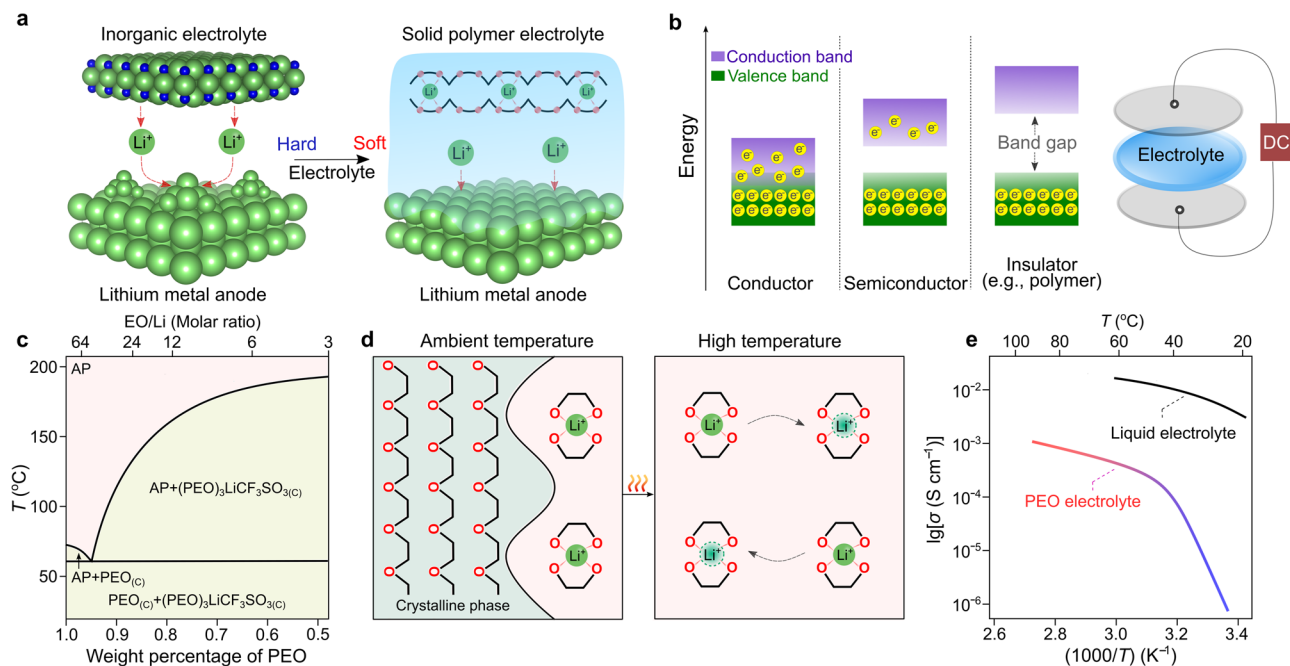 a
Inorganic electrolyte
Solid polymer electrolyte
Li+ Li+ Li+
Li+ Li+
Hard Soft
Electrolyte
Li+ Li+
Lithium metal anode
Lithium metal anode
b
Energy
Conduction band
Valence band
e- e- e- e- e- e- e-
e- e- e- e- e- e-
e- e- e- e- e- e-
Conductor
e- e- e- e-
e- e- e- e- e- e-
e- e- e- e- e- e-
Semiconductor
Band gap
e- e- e- e- e- e-
e- e- e- e- e- e-
Insulator
(e.g., polymer)
Electrolyte
DC
c
EO/Li (Molar ratio)
64 24 12 6 3
T (ºC)
200
150
100
50
AP
AP+(PEO)3LiCF3SO3(C)
AP+PEO(C)
PEO(C)+(PEO)3LiCF3SO3(C)
1.0 0.9 0.8 0.7 0.6 0.5
Weight percentage of PEO
d
Ambient temperature
High temperature
O O O
O O O
O O O
O O O
O O O
O O O
Crystalline phase
O O
Li+
O O
O O
Li+
O O
O O
Li+
O O
O O
Li+
O O
O O
Li+
O O
O O
Li+
O O
e
T (ºC)
100 80 60 40 20
lg[σ (S cm⁻¹)]
10⁻²
10⁻³
10⁻⁴
10⁻⁵
10⁻⁶
Liquid electrolyte
PEO electrolyte
2.6 2.8 3.0 3.2 3.4
(1000/T) (K⁻¹)